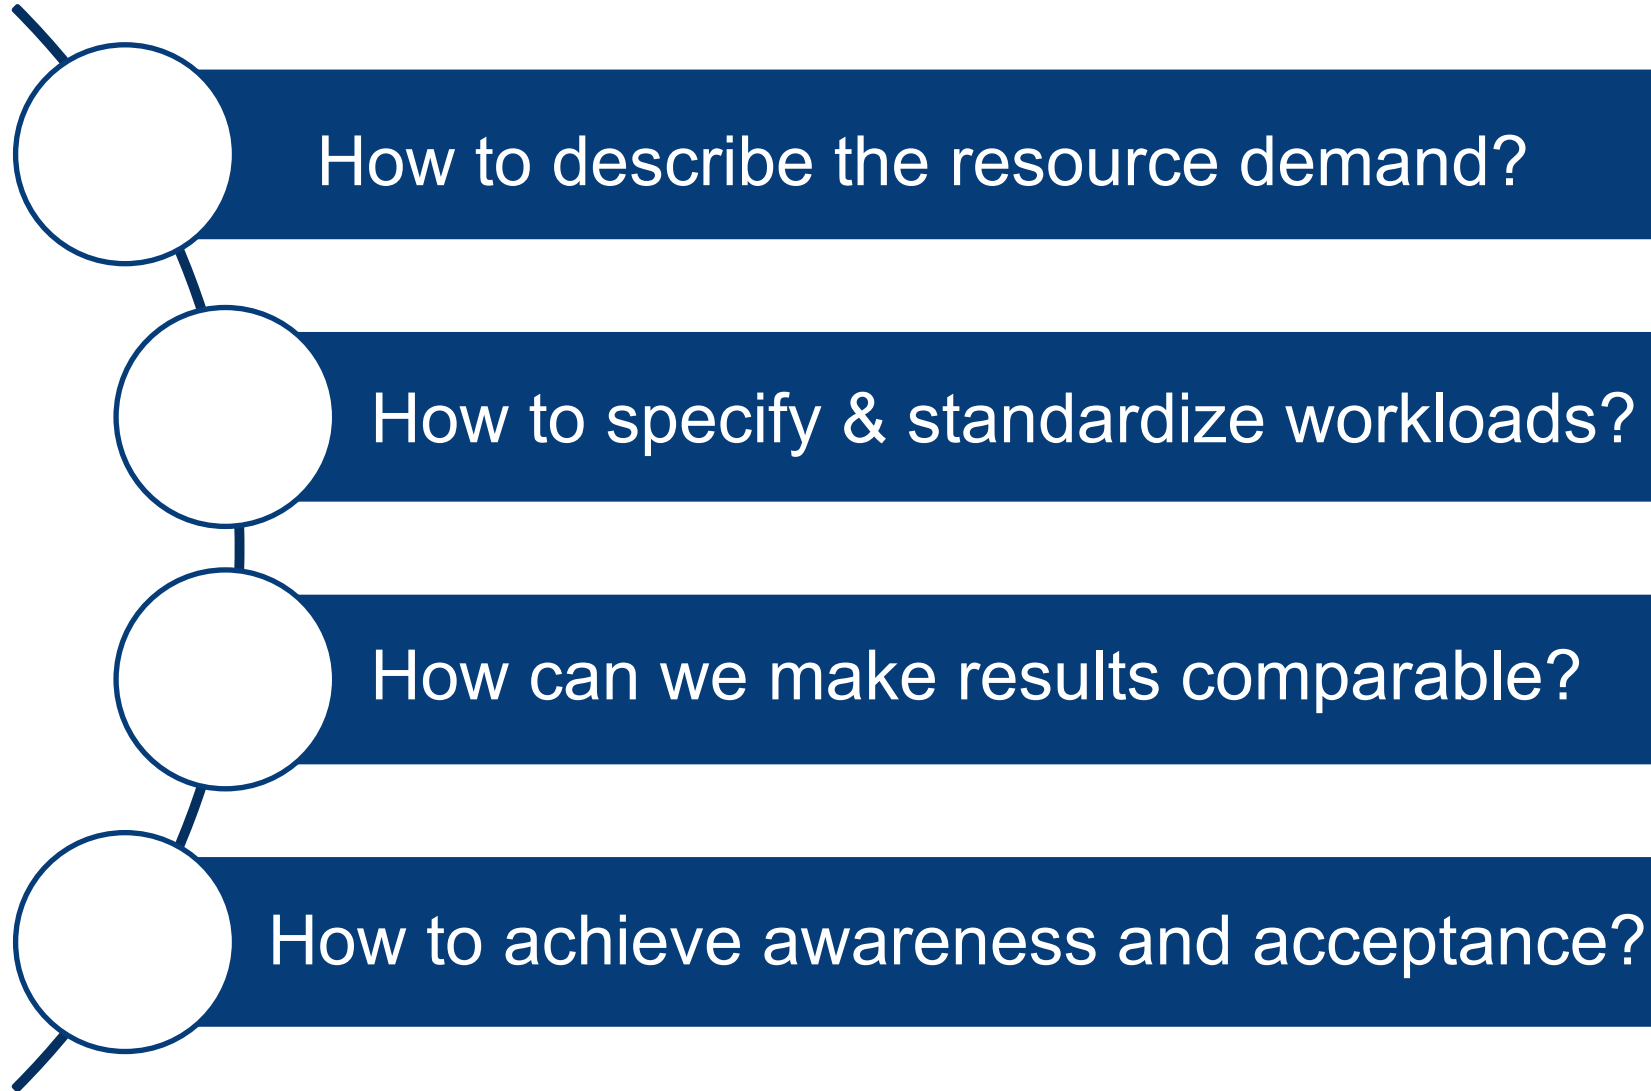 How to describe the resource demand?
How to specify & standardize workloads?
How can we make results comparable?
How to achieve awareness and acceptance?